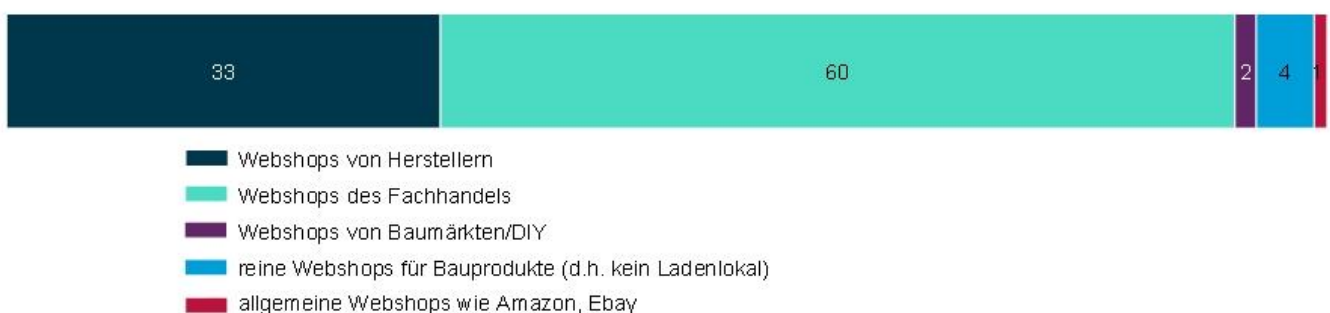 33 60 2 4 1
Webshops von Herstellern
Webshops des Fachhandels
Webshops von Baumärkten/DIY
reine Webshops für Bauprodukte (d.h. kein Ladenlokal)
allgemeine Webshops wie Amazon, Ebay